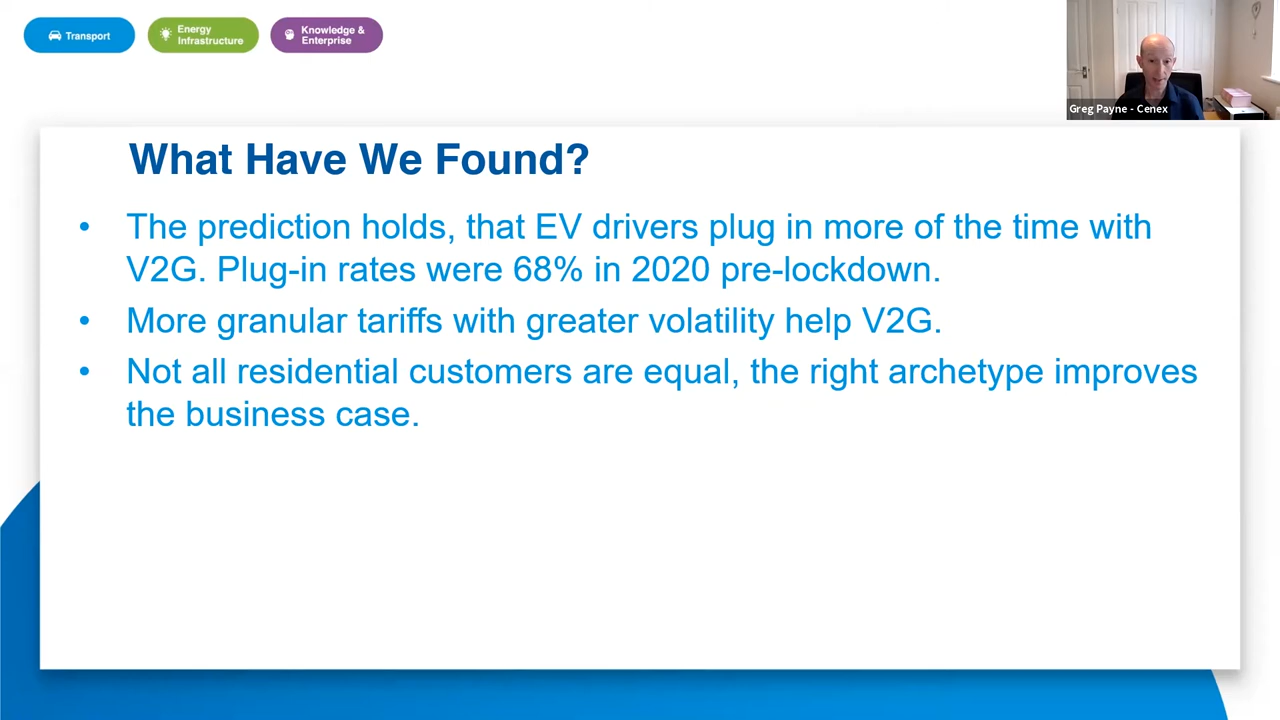 Transport
Energy
Infrastructure
Knowledge &
Enterprise
Greg Payne - Cenex
What Have We Found?
• The prediction holds, that EV drivers plug in more of the time with
V2G. Plug-in rates were 68% in 2020 pre-lockdown.
• More granular tariffs with greater volatility help V2G.
• Not all residential customers are equal, the right archetype improves
the business case.